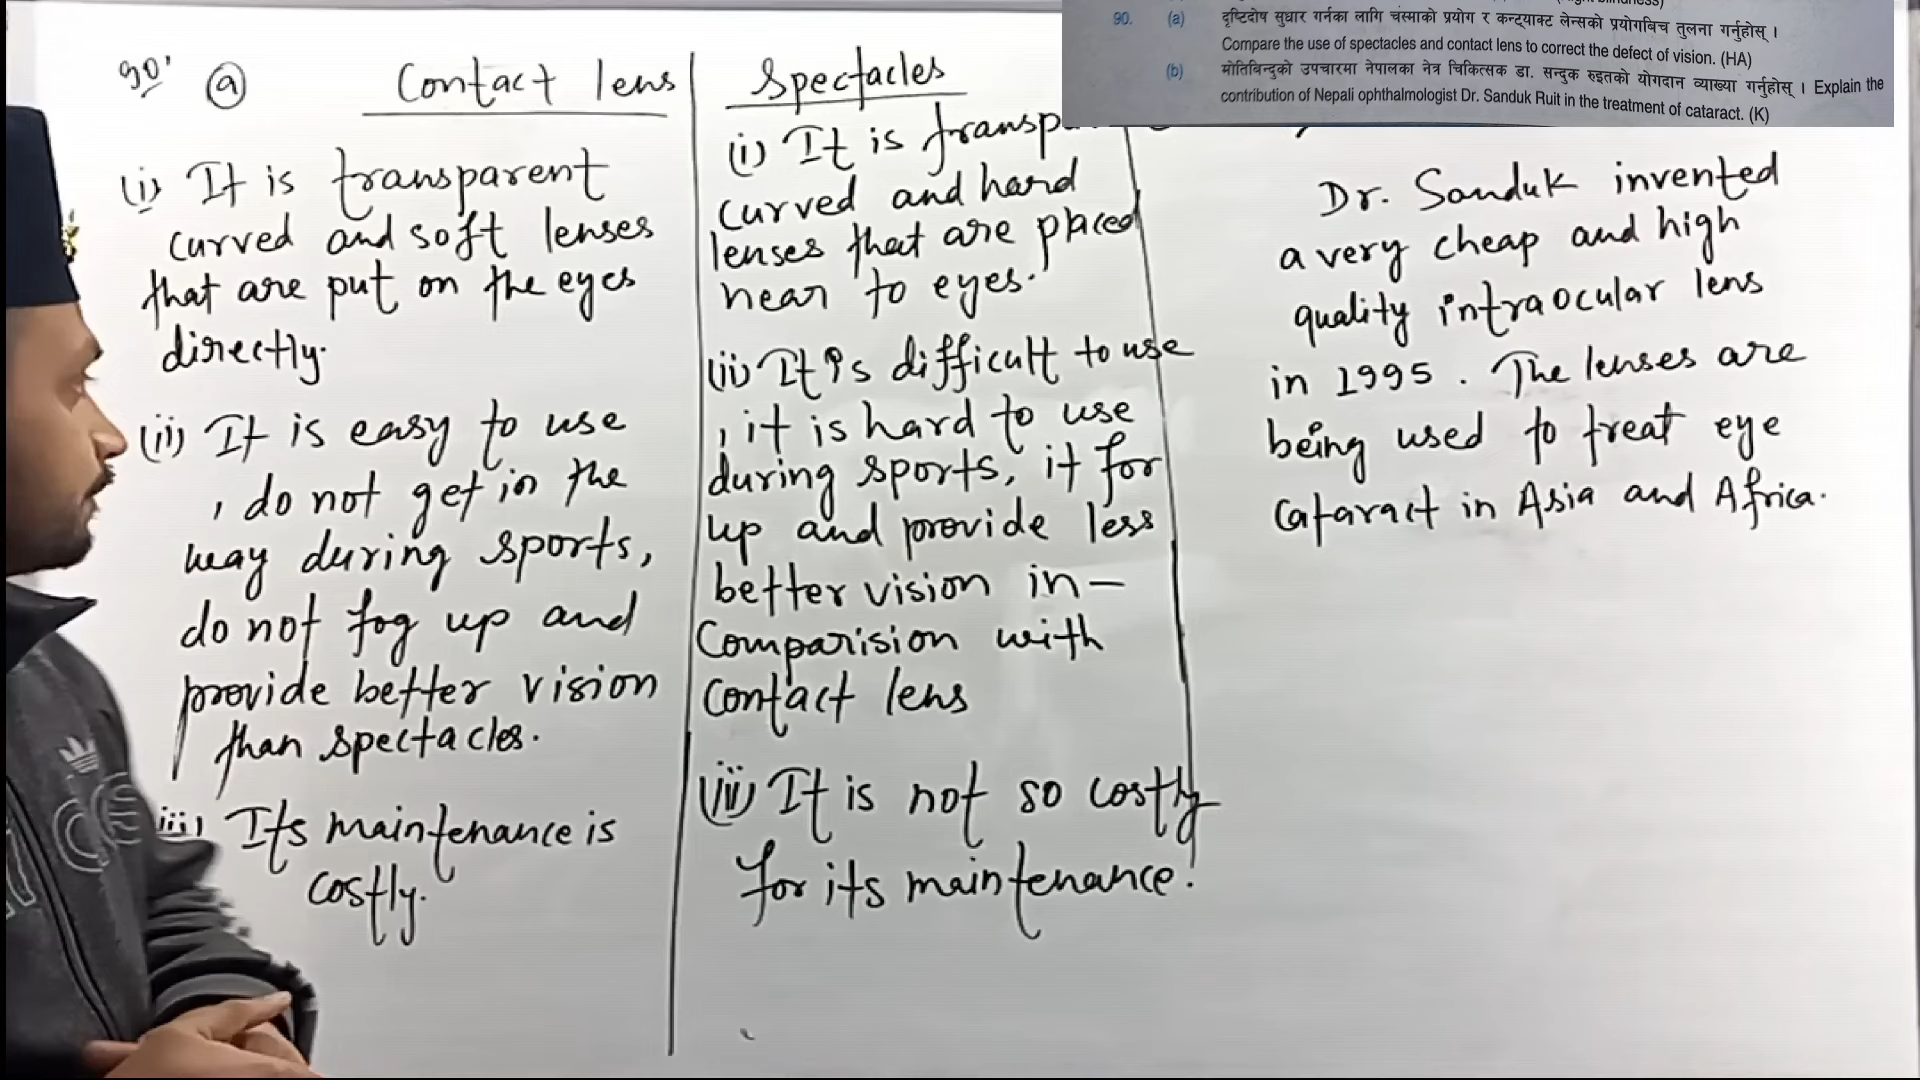 90. (a) दृष्टिदोष सुधार गर्नका लागि चस्माको प्रयोग र कन्ट्याक्ट लेन्सको प्रयोगबिच तुलना गर्नुहोस् ।
Compare the use of spectacles and contact lens to correct the defect of vision. (HA)
(b) मोतिबिन्दुको उपचारमा नेपालका नेत्र चिकित्सक डा. सन्दुक रुइतको योगदान व्याख्या गर्नुहोस् । Explain the
contribution of Nepali ophthalmologist Dr. Sanduk Ruit in the treatment of cataract. (K)
90. (a) Contact lens
(i) It is transparent
curved and soft lenses
that are put on the eyes
directly.
(ii) It is easy to use
, do not get in the
way during sports,
do not fog up and
provide better vision
than spectacles.
iii) Its maintenance is
costly.
Spectacles
(i) It is transp
curved and hard
lenses that are placed
near to eyes.
(ii) It is difficult to use
, it is hard to use
during sports, it for
up and provide less
better vision in-
comparision with
contact lens
(iii) It is not so costly
for its maintenance.
Dr. Sanduk invented
a very cheap and high
quality intraocular lens
in 1995. The lenses are
being used to treat eye
cataract in Asia and Africa.